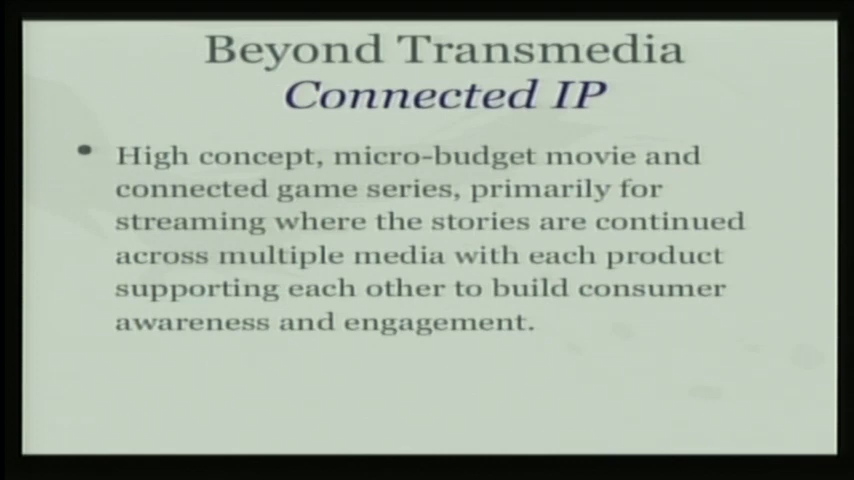 Beyond Transmedia
Connected IP
• High concept, micro-budget movie and
connected game series, primarily for
streaming where the stories are continued
across multiple media with each product
supporting each other to build consumer
awareness and engagement.